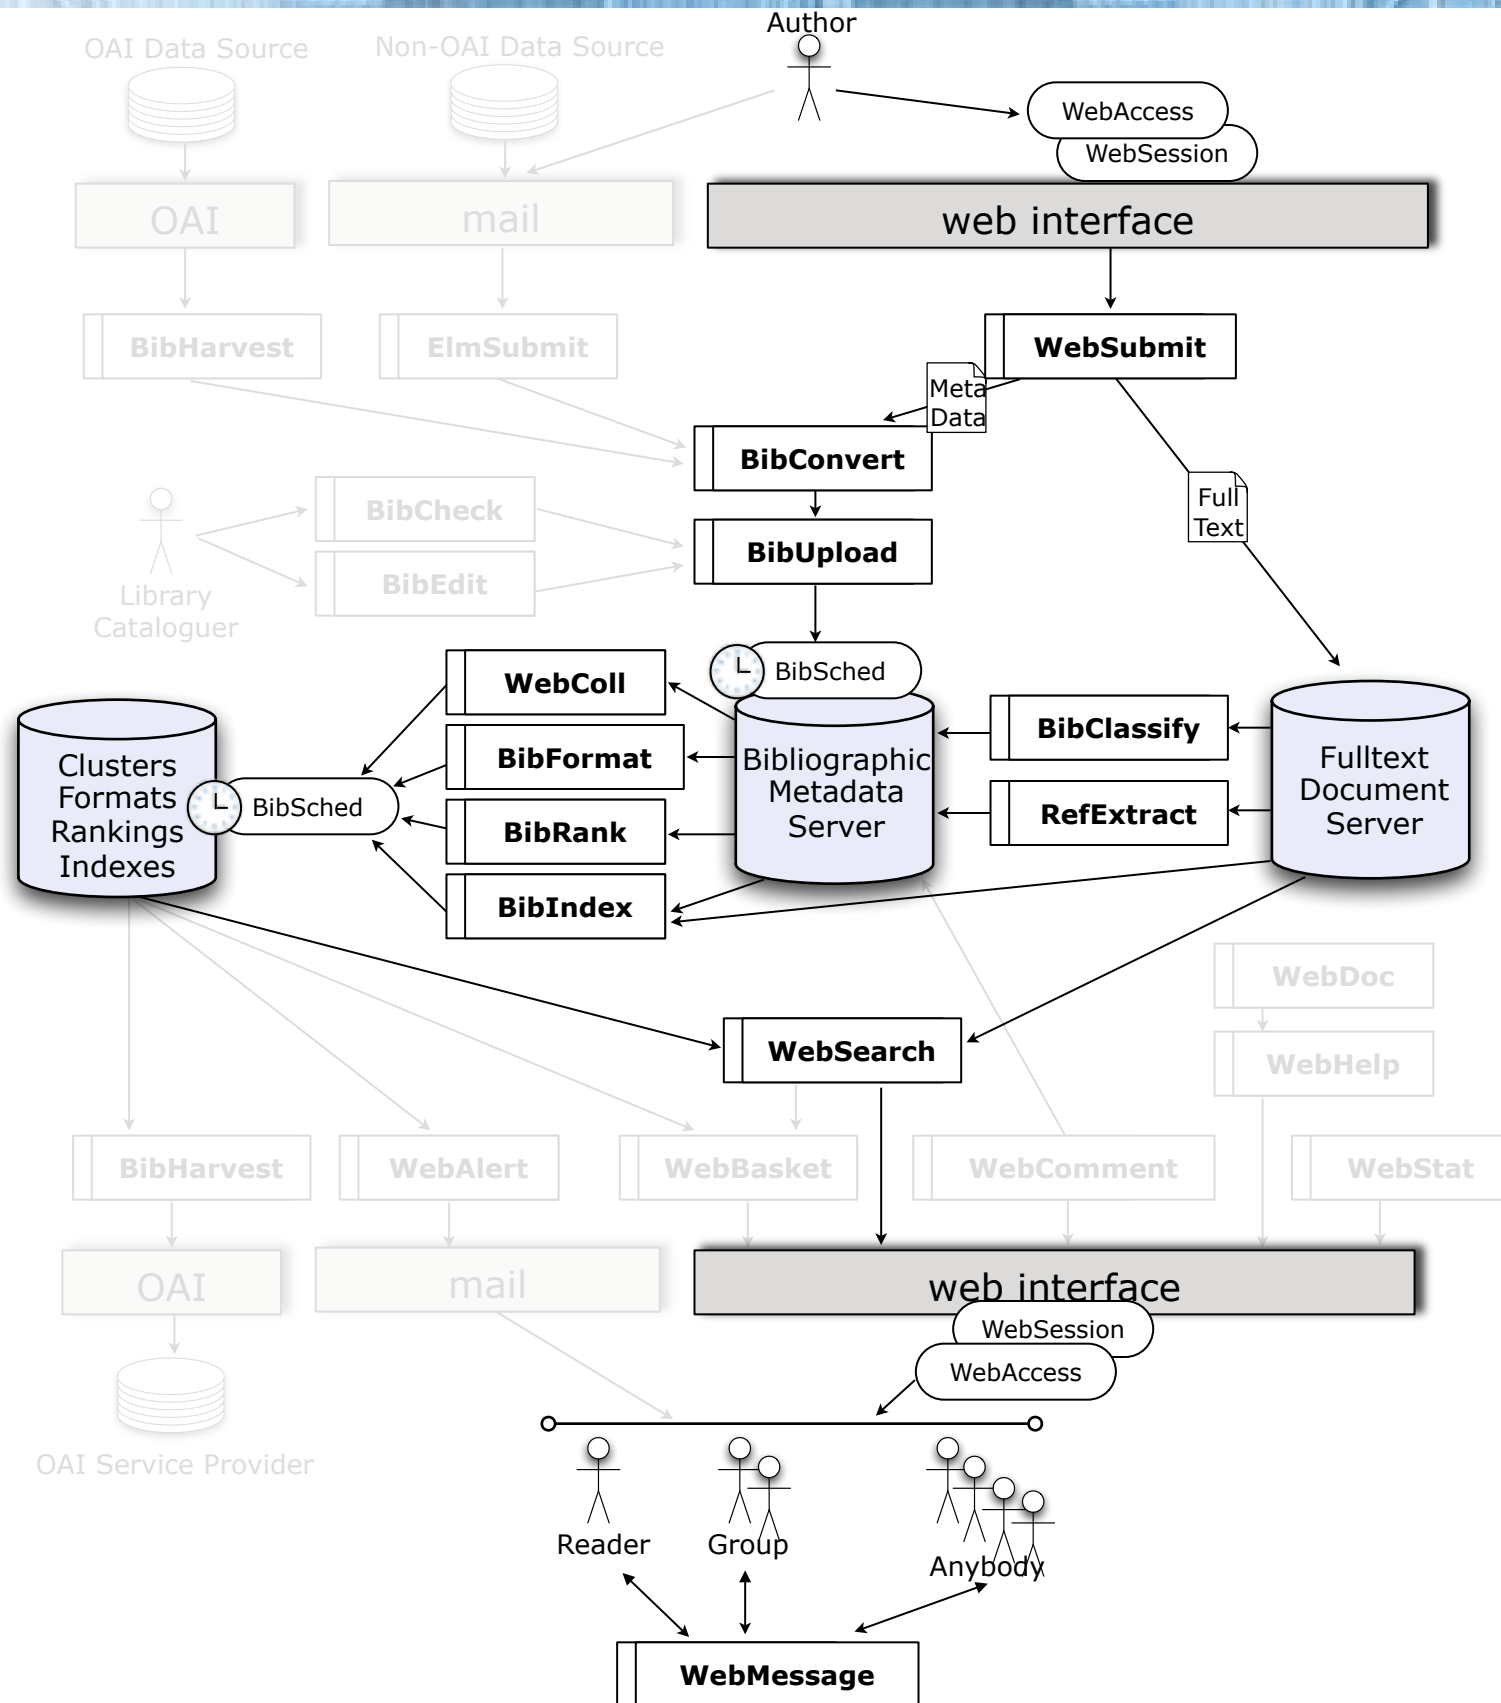 Author
OAI Data Source
Non-OAI Data Source
WebAccess
WebSession
OAI
mail
web interface
BibHarvest
ElmSubmit
WebSubmit
Meta
Data
BibConvert
Full
Text
BibCheck
BibUpload
BibEdit
Library
Cataloguer
BibSched
WebColl
BibClassify
BibFormat
Clusters
Formats
Rankings
Indexes
BibSched
Bibliographic
Metadata
Server
Fulltext
Document
Server
RefExtract
BibRank
BibIndex
WebDoc
WebSearch
WebHelp
BibHarvest
WebAlert
WebBasket
WebComment
WebStat
OAI
mail
web interface
WebSession
WebAccess
OAI Service Provider
Reader
Group
Anybody
WebMessage